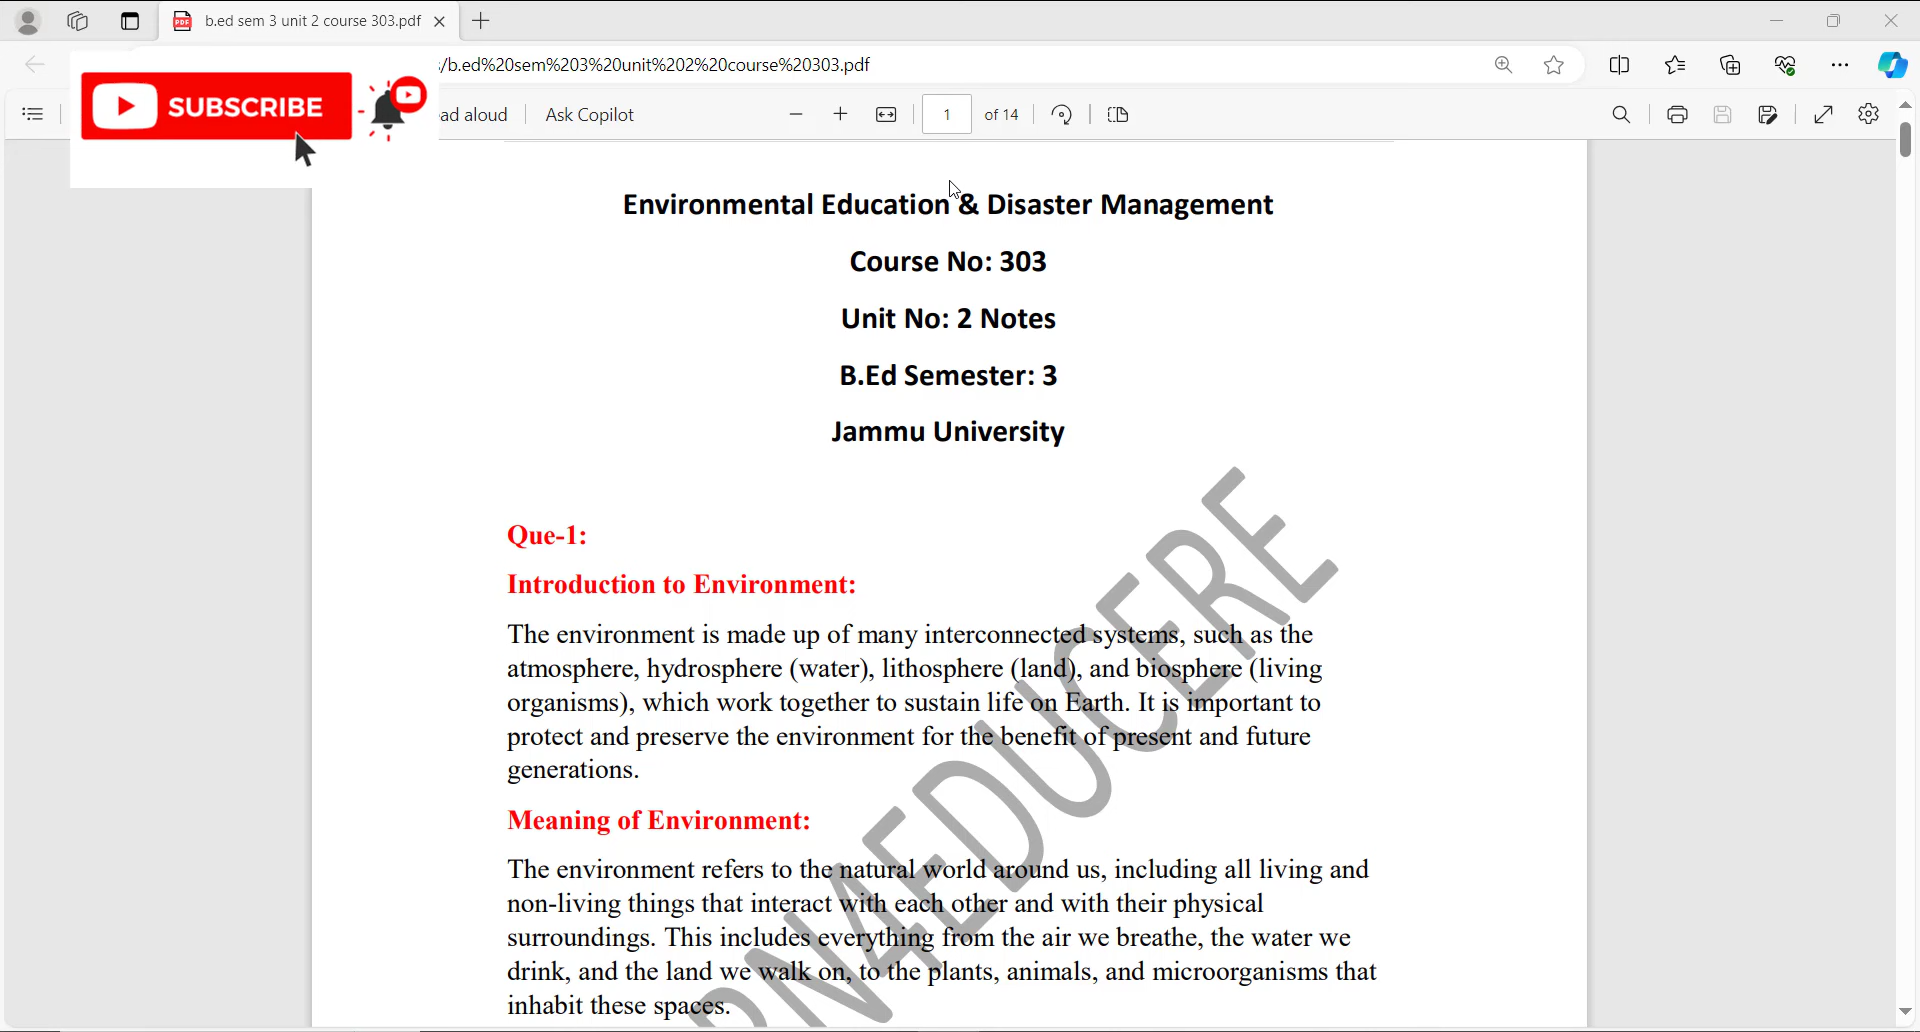 b.ed sem 3 unit 2 course 303.pdf
/b.ed%20sem%203%20unit%202%20course%20303.pdf
SUBSCRIBE
ad aloud
Ask Copilot
1 of 14
Environmental Education & Disaster Management
Course No: 303
Unit No: 2 Notes
B.Ed Semester: 3
Jammu University
Que-1:
Introduction to Environment:
The environment is made up of many interconnected systems, such as the
atmosphere, hydrosphere (water), lithosphere (land), and biosphere (living
organisms), which work together to sustain life on Earth. It is important to
protect and preserve the environment for the benefit of present and future
generations.
Meaning of Environment:
The environment refers to the natural world around us, including all living and
non-living things that interact with each other and with their physical
surroundings. This includes everything from the air we breathe, the water we
drink, and the land we walk on, to the plants, animals, and microorganisms that
inhabit these spaces.
RN4EDUCERE